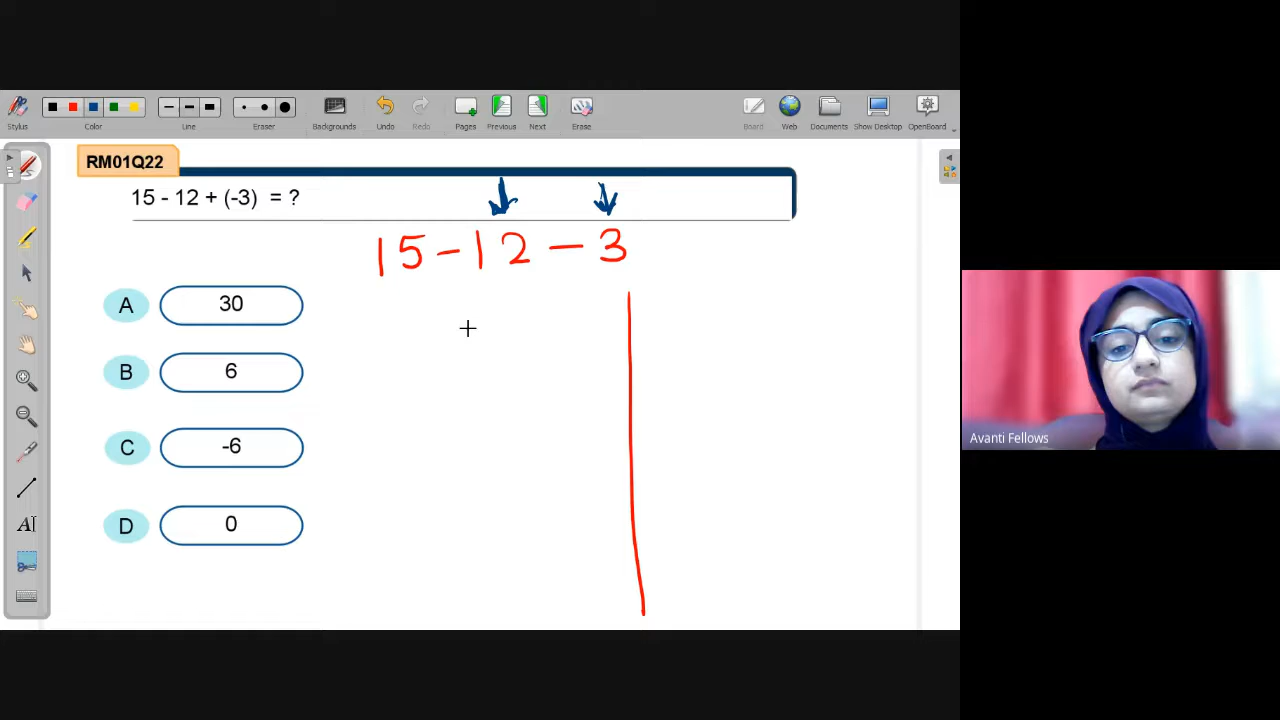 Stylus
Color
Line
Eraser
Backgrounds
Undo
Redo
Pages
Previous
Next
Erase
Board
Web
Documents
Show Desktop
OpenBoard
RM01Q22
15 - 12 + (-3) = ?
15 - 12 - 3
A 30
B 6
C -6
D 0
AI
Avanti Fellows